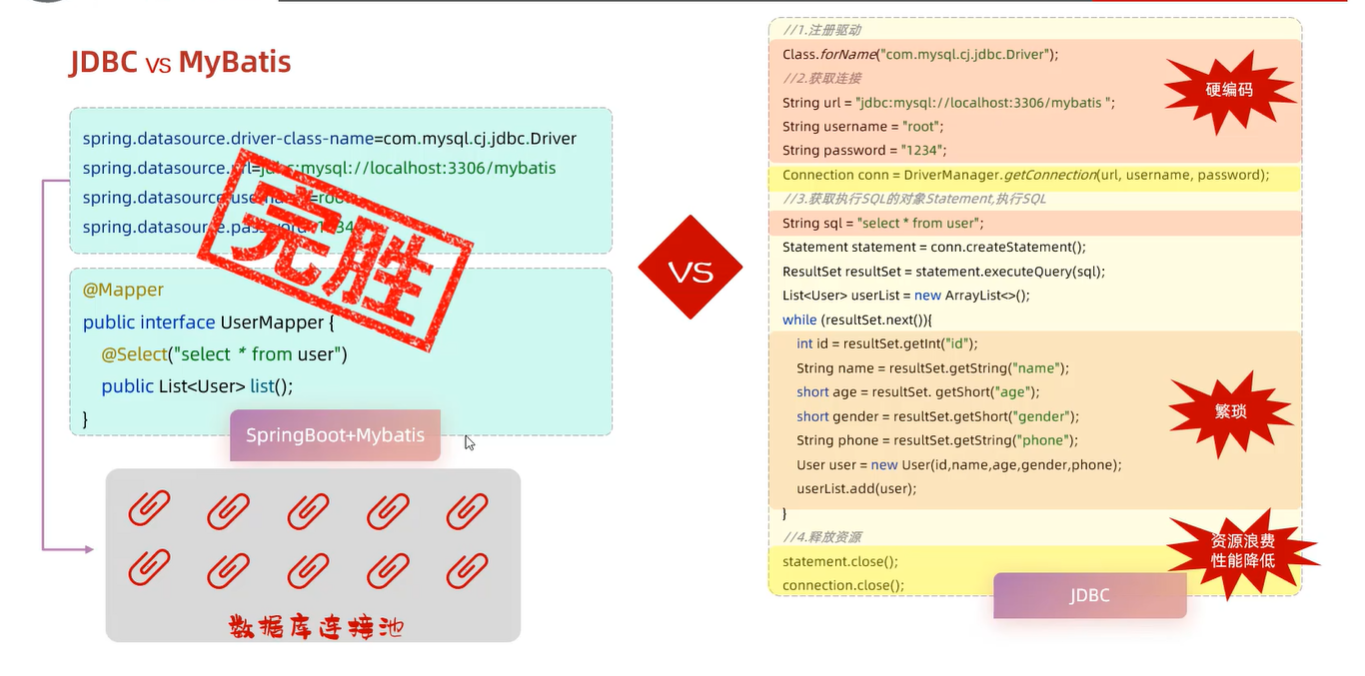 JDBC vs MyBatis
spring.datasource.driver-class-name=com.mysql.cj.jdbc.Driver
spring.datasource.url=jdbc:mysql://localhost:3306/mybatis
spring.datasource.username=root
spring.datasource.password=1234
完胜
@Mapper
public interface UserMapper {
@Select("select * from user")
public List<User> list();
}
SpringBoot+Mybatis
数据库连接池
VS
//1.注册驱动
Class.forName("com.mysql.cj.jdbc.Driver");
//2.获取连接
String url = "jdbc:mysql://localhost:3306/mybatis ";
String username = "root";
String password = "1234";
硬编码
Connection conn = DriverManager.getConnection(url, username, password);
//3.获取执行SQL的对象Statement,执行SQL
String sql = "select * from user";
Statement statement = conn.createStatement();
ResultSet resultSet = statement.executeQuery(sql);
List<User> userList = new ArrayList<>();
while (resultSet.next()){
int id = resultSet.getInt("id");
String name = resultSet.getString("name");
short age = resultSet. getShort("age");
short gender = resultSet.getShort("gender");
String phone = resultSet.getString("phone");
User user = new User(id,name,age,gender,phone);
userList.add(user);
繁琐
}
//4.释放资源
statement.close();
connection.close();
资源浪费
性能降低
JDBC